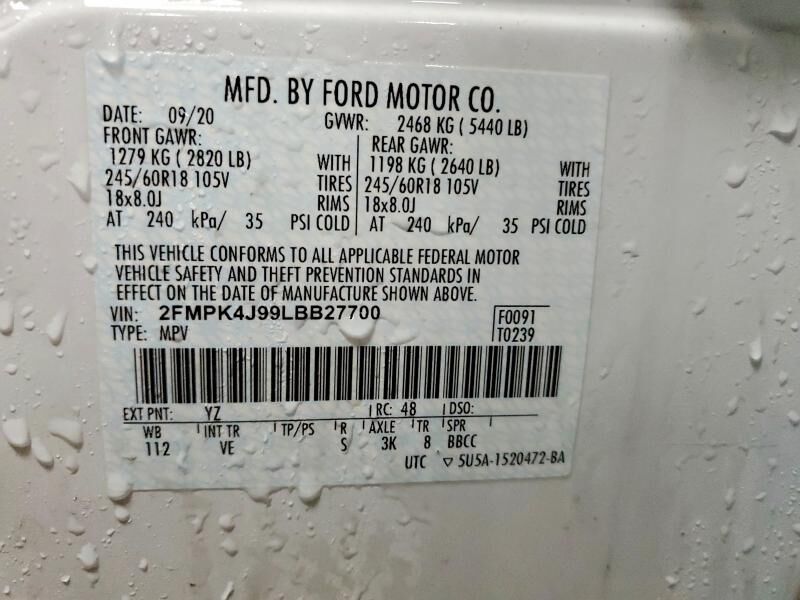 MFD. BY FORD MOTOR CO.
DATE: 09/20 GVWR: 2468 KG ( 5440 LB)
FRONT GAWR: REAR GAWR:
1279 KG ( 2820 LB) WITH 1198 KG ( 2640 LB) WITH
245/60R18 105V TIRES 245/60R18 105V TIRES
18x8.0J RIMS 18x8.0J RIMS
AT 240 kPa/ 35 PSI COLD AT 240 kPa/ 35 PSI COLD
THIS VEHICLE CONFORMS TO ALL APPLICABLE FEDERAL MOTOR
VEHICLE SAFETY AND THEFT PREVENTION STANDARDS IN
EFFECT ON THE DATE OF MANUFACTURE SHOWN ABOVE.
VIN: 2FMPK4J99LBB27700 F0091
TYPE: MPV T0239
EXT PNT: YZ RC: 48 DSO:
WB INT TR TP/PS R AXLE TR SPR
112 VE S 3K 8 BBCC
UTC ▽ 5U5A-1520472-BA